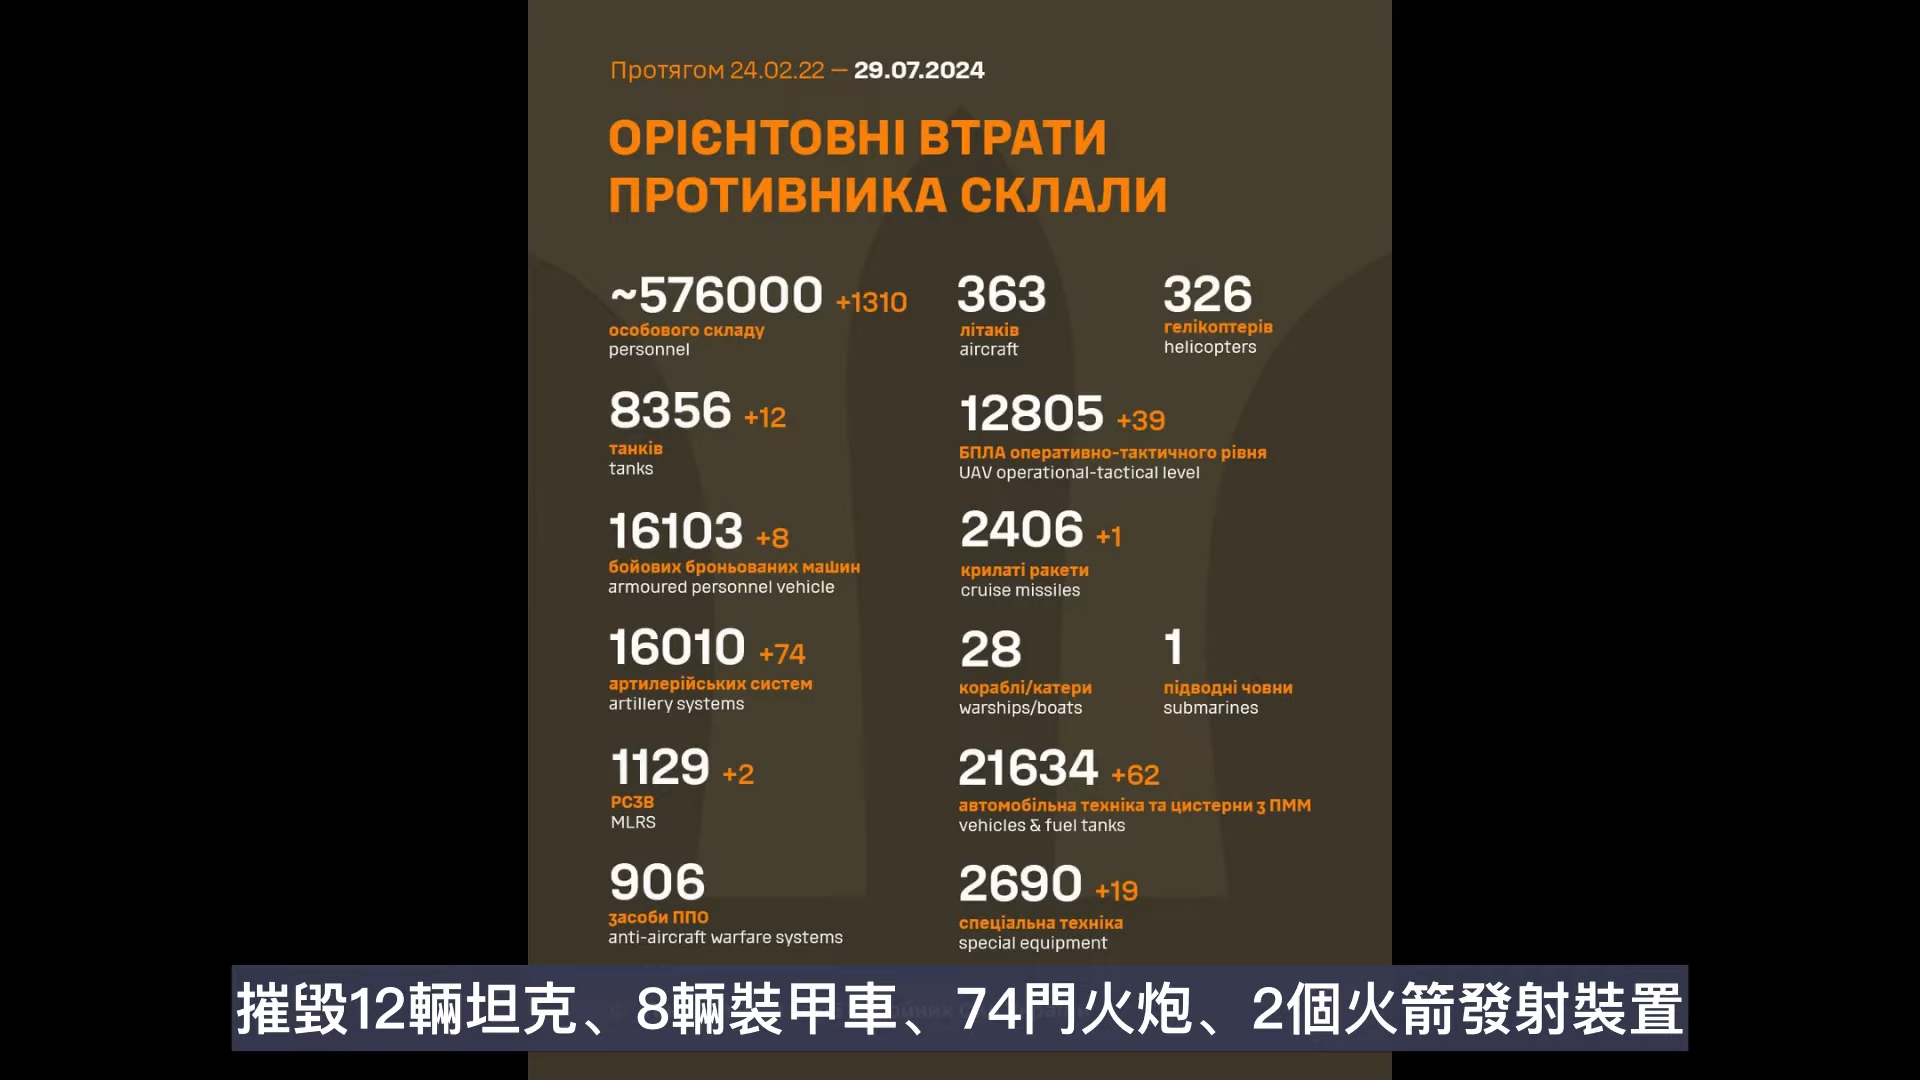 Протягом 24.02.22 — 29.07.2024
ОРІЄНТОВНІ ВТРАТИ
ПРОТИВНИКА СКЛАЛИ
~576000 +1310
особового складу
personnel
363
літаків
aircraft
326
гелікоптерів
helicopters
8356 +12
танків
tanks
12805 +39
БПЛА оперативно-тактичного рівня
UAV operational-tactical level
16103 +8
бойових броньованих машин
armoured personnel vehicle
2406 +1
крилаті ракети
cruise missiles
16010 +74
артилерійських систем
artillery systems
28
кораблі/катери
warships/boats
1
підводні човни
submarines
1129 +2
РСЗВ
MLRS
21634 +62
автомобільна техніка та цистерни з ПММ
vehicles & fuel tanks
906
засоби ППО
anti-aircraft warfare systems
2690 +19
спеціальна техніка
special equipment
摧毀12輛坦克、8輛裝甲車、74門火炮、2個火箭發射裝置